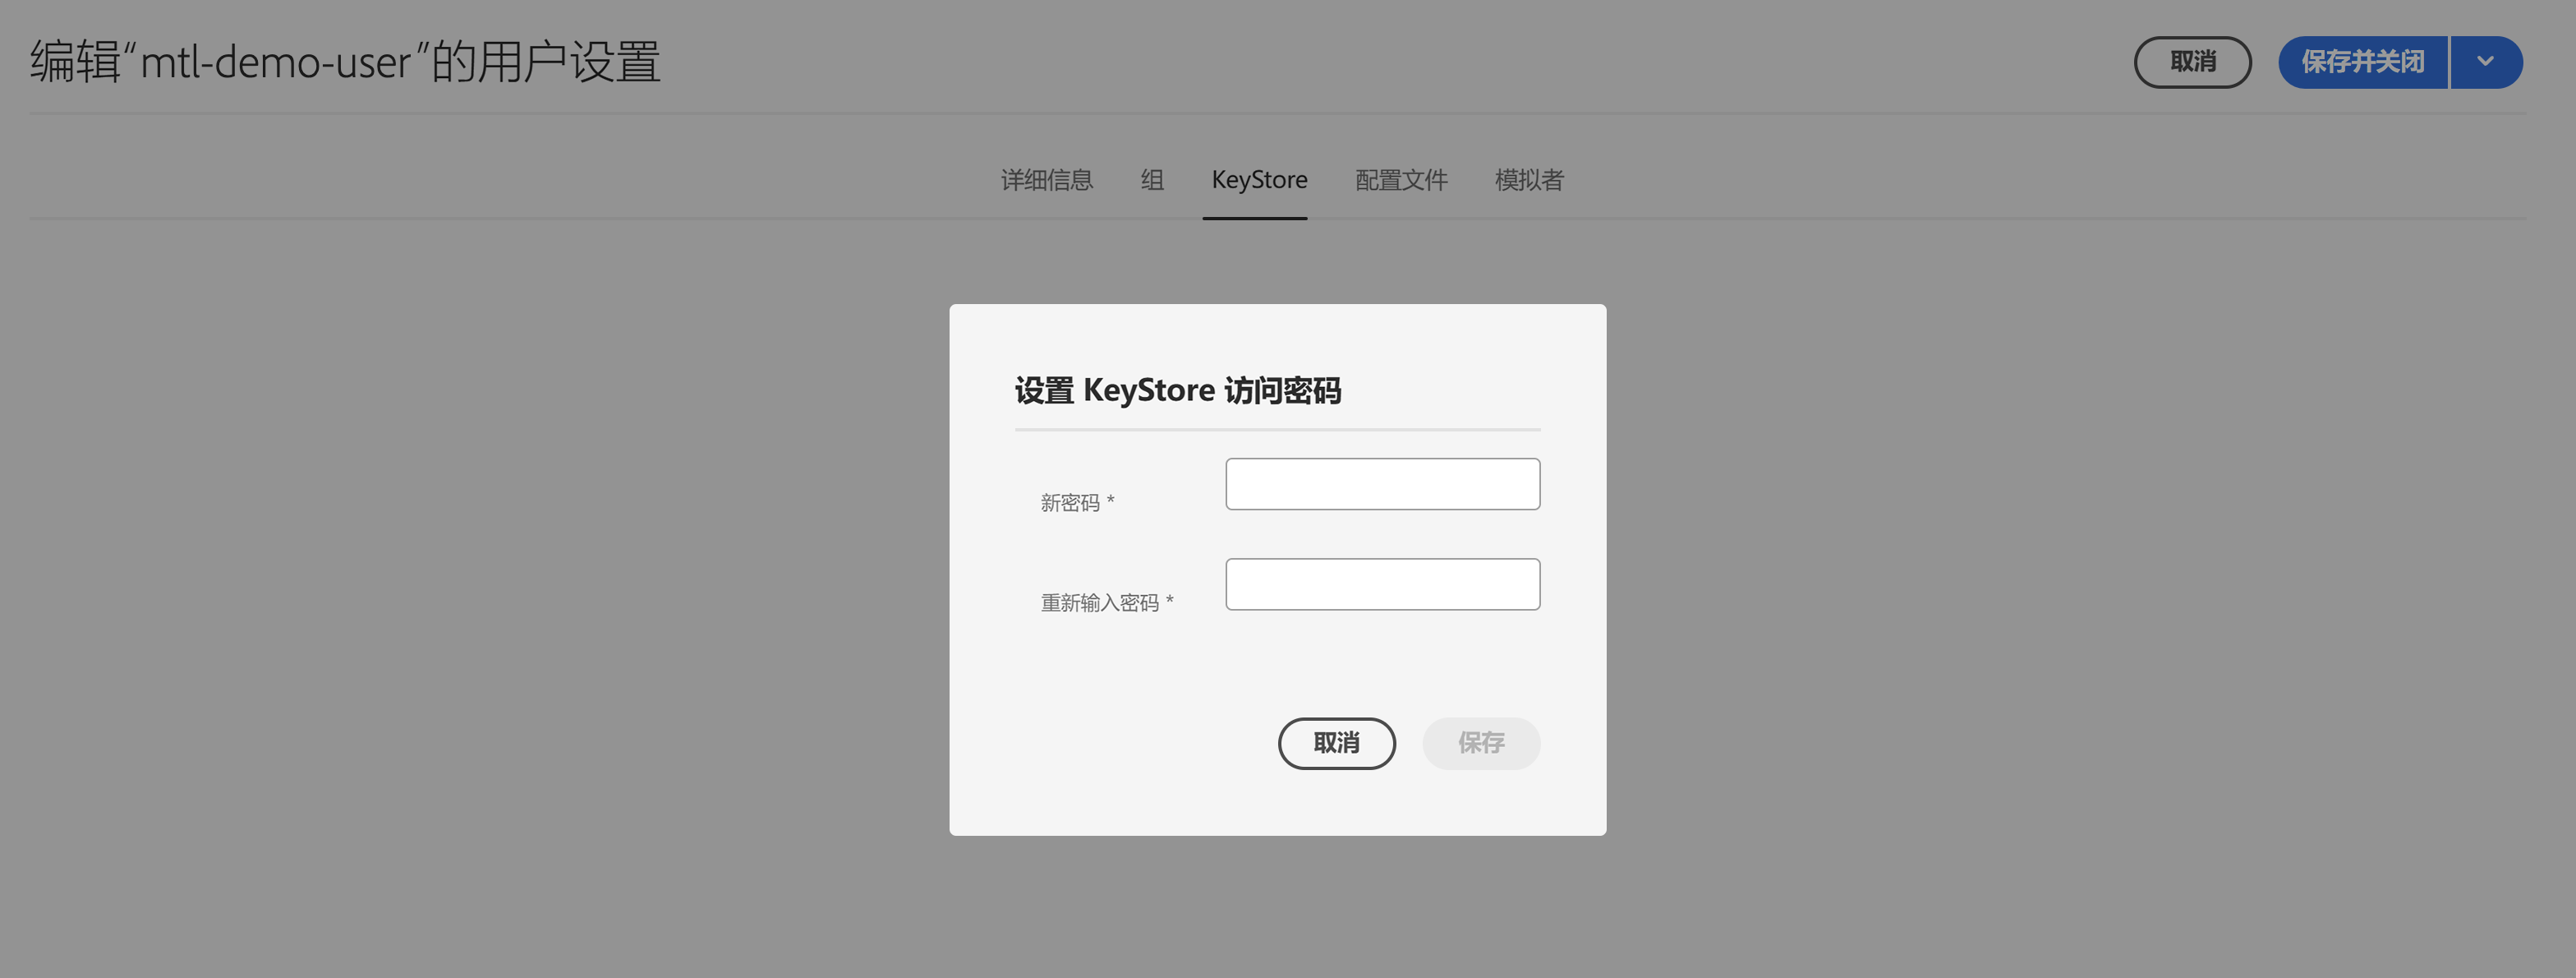 编辑“mtl-demo-user”的用户设置
取消
保存并关闭
详细信息 组 KeyStore 配置文件 模拟者
设置 KeyStore 访问密码
新密码 *
重新输入密码 *
取消 保存